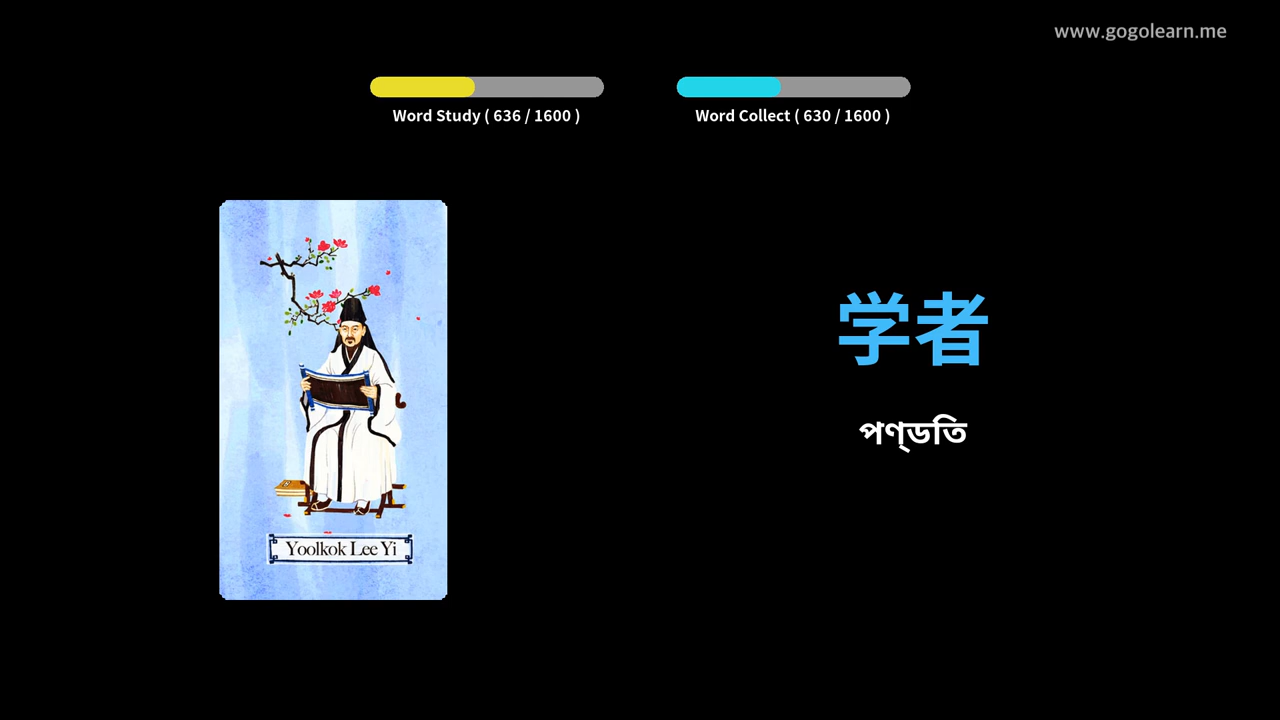 www.gogolearn.me
Word Study ( 636 / 1600 )
Word Collect ( 630 / 1600 )
学者
পণ্ডিত
Yoolkok Lee Yi